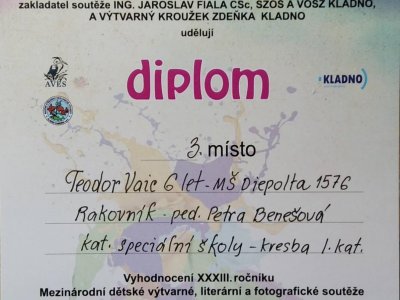 zakladatel soutěže ING. JAROSLAV FIALA CSc, SZOŠ A VOŠZ KLADNO,
A VÝTVARNÝ KROUŽEK ZDEŇKA KLADNO
udělují
AVES
diplom
KLADNO
3. místo
Teodor Vaic 6 let - MŠ Diepolta 1576
Rakovník - ped. Petra Benešová
kat. speciální školy - kresba 1. kat.
Vyhodnocení XXXIII. ročníku
Mezinárodní dětské výtvarné, literární a fotografické soutěže